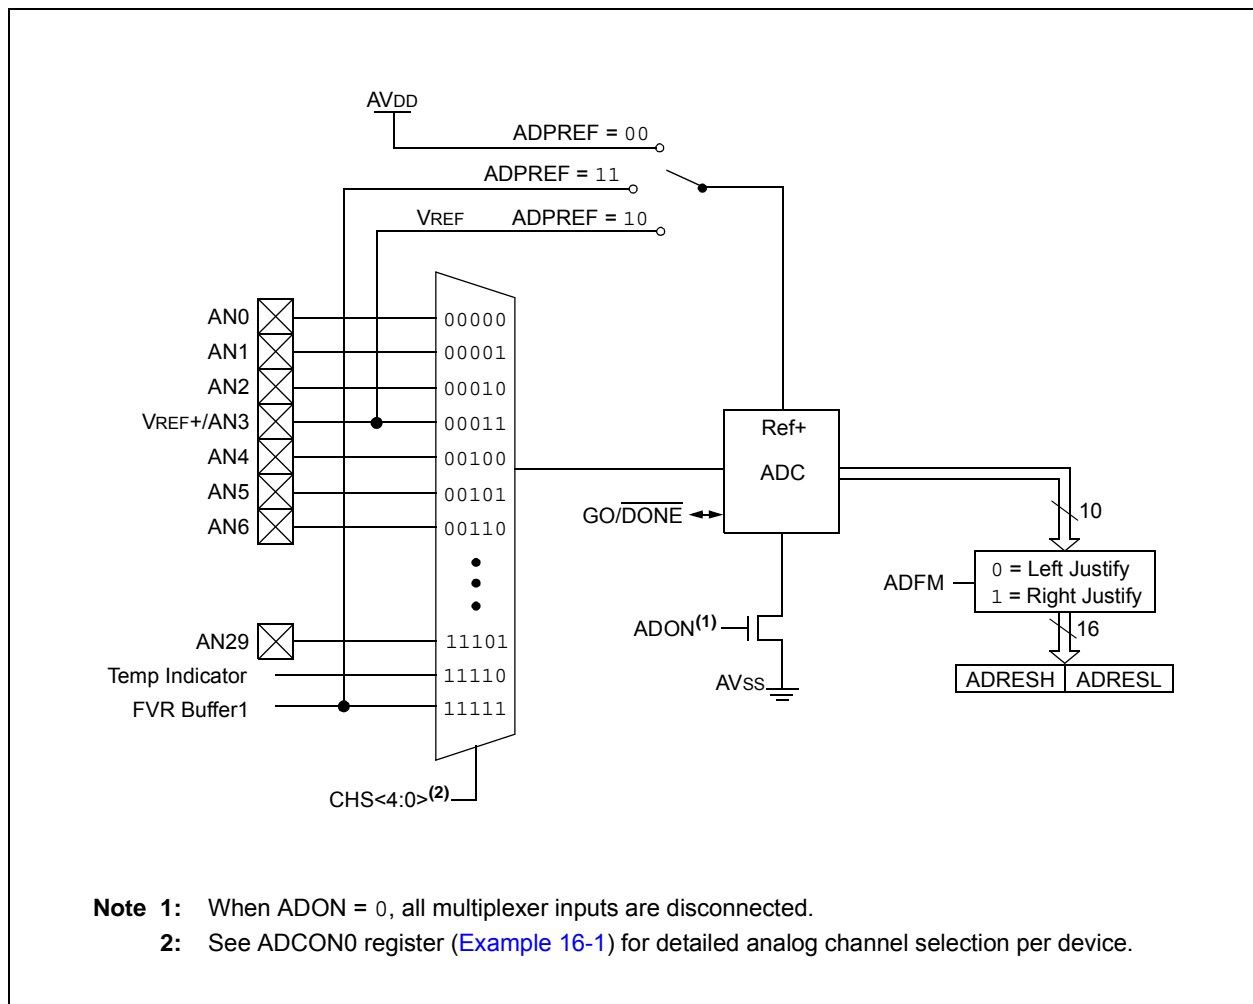 AVDD
ADPREF = 00
ADPREF = 11
VREF ADPREF = 10
AN0 00000
AN1 00001
AN2 00010
VREF+/AN3 00011
AN4 00100
AN5 00101
AN6 00110
Ref+
ADC
GO/DONE
10
ADFM
0 = Left Justify
1 = Right Justify
16
ADON(1)
AVSS
ADRESH ADRESL
AN29 11101
Temp Indicator 11110
FVR Buffer1 11111
CHS<4:0>(2)
Note 1: When ADON = 0, all multiplexer inputs are disconnected.
2: See ADCON0 register (Example 16-1) for detailed analog channel selection per device.